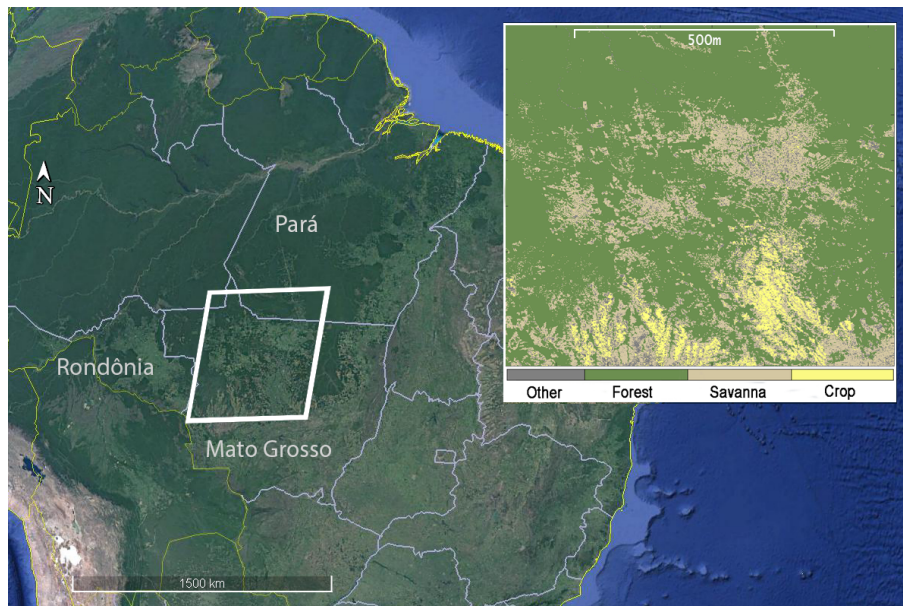 500m
N
Pará
Other Forest Savanna Crop
Rondônia
Mato Grosso
1500 km